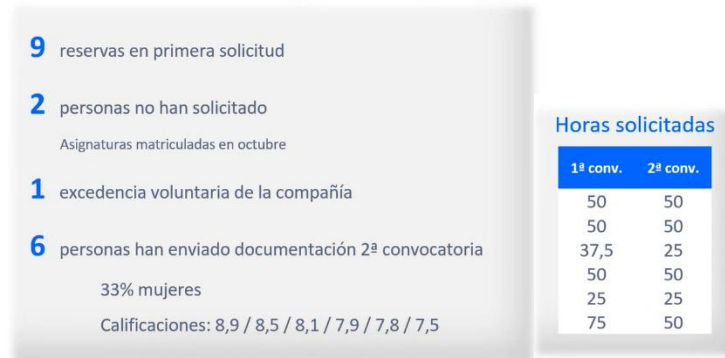 9 reservas en primera solicitud
2 personas no han solicitado
Asignaturas matriculadas en octubre
1 excedencia voluntaria de la compañía
6 personas han enviado documentación 2ª convocatoria
33% mujeres
Calificaciones: 8,9 / 8,5 / 8,1 / 7,9 / 7,8 / 7,5
Horas solicitadas
1ª conv. 2ª conv.
50 50
50 50
37,5 25
50 50
25 25
75 50